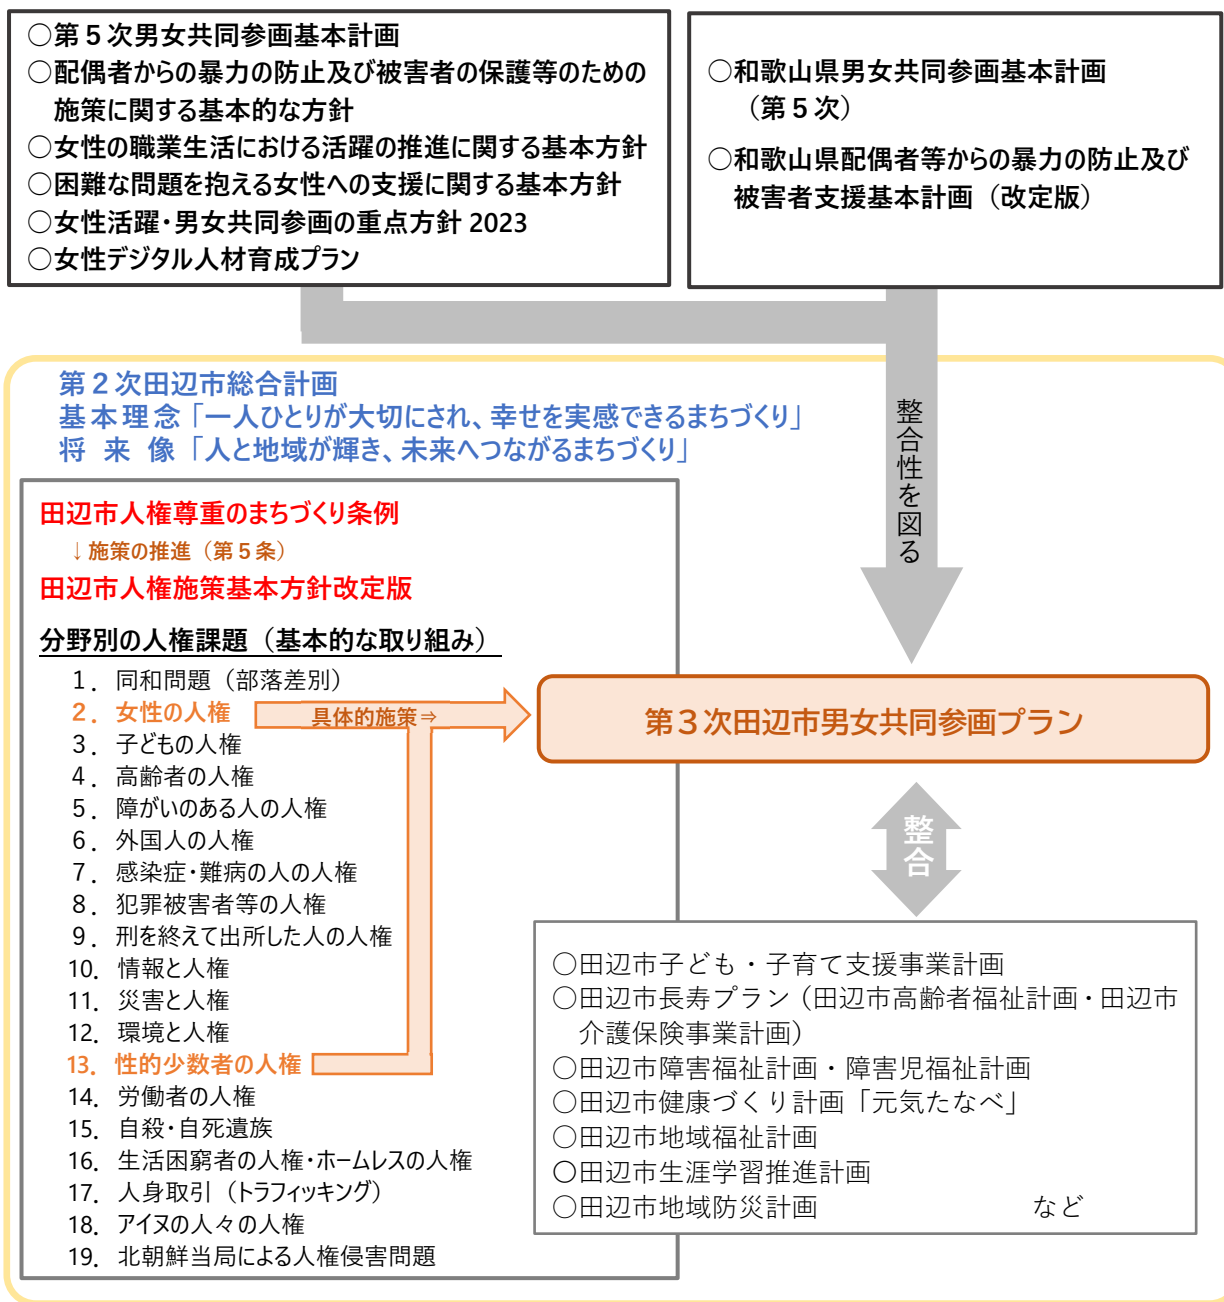 ○第５次男女共同参画基本計画
○配偶者からの暴力の防止及び被害者の保護等のための
施策に関する基本的な方針
○女性の職業生活における活躍の推進に関する基本方針
○困難な問題を抱える女性への支援に関する基本方針
○女性活躍・男女共同参画の重点方針 2023
○女性デジタル人材育成プラン
○和歌山県男女共同参画基本計画
（第５次）
○和歌山県配偶者等からの暴力の防止及び
被害者支援基本計画（改定版）
整合性を図る
第２次田辺市総合計画
基本理念「一人ひとりが大切にされ、幸せを実感できるまちづくり」
将 来 像「人と地域が輝き、未来へつながるまちづくり」
田辺市人権尊重のまちづくり条例
↓施策の推進（第５条）
田辺市人権施策基本方針改定版
分野別の人権課題（基本的な取り組み）
1．同和問題（部落差別）
2．女性の人権
3．子どもの人権
4．高齢者の人権
5．障がいのある人の人権
6．外国人の人権
7．感染症・難病の人の人権
8．犯罪被害者等の人権
9．刑を終えて出所した人の人権
10．情報と人権
11．災害と人権
12．環境と人権
13．性的少数者の人権
14．労働者の人権
15．自殺・自死遺族
16．生活困窮者の人権・ホームレスの人権
17．人身取引（トラフィッキング）
18．アイヌの人々の人権
19．北朝鮮当局による人権侵害問題
具体的施策⇒
第３次田辺市男女共同参画プラン
整合
○田辺市子ども・子育て支援事業計画
○田辺市長寿プラン（田辺市高齢者福祉計画・田辺市
介護保険事業計画）
○田辺市障害福祉計画・障害児福祉計画
○田辺市健康づくり計画「元気たなべ」
○田辺市地域福祉計画
○田辺市生涯学習推進計画
○田辺市地域防災計画 など